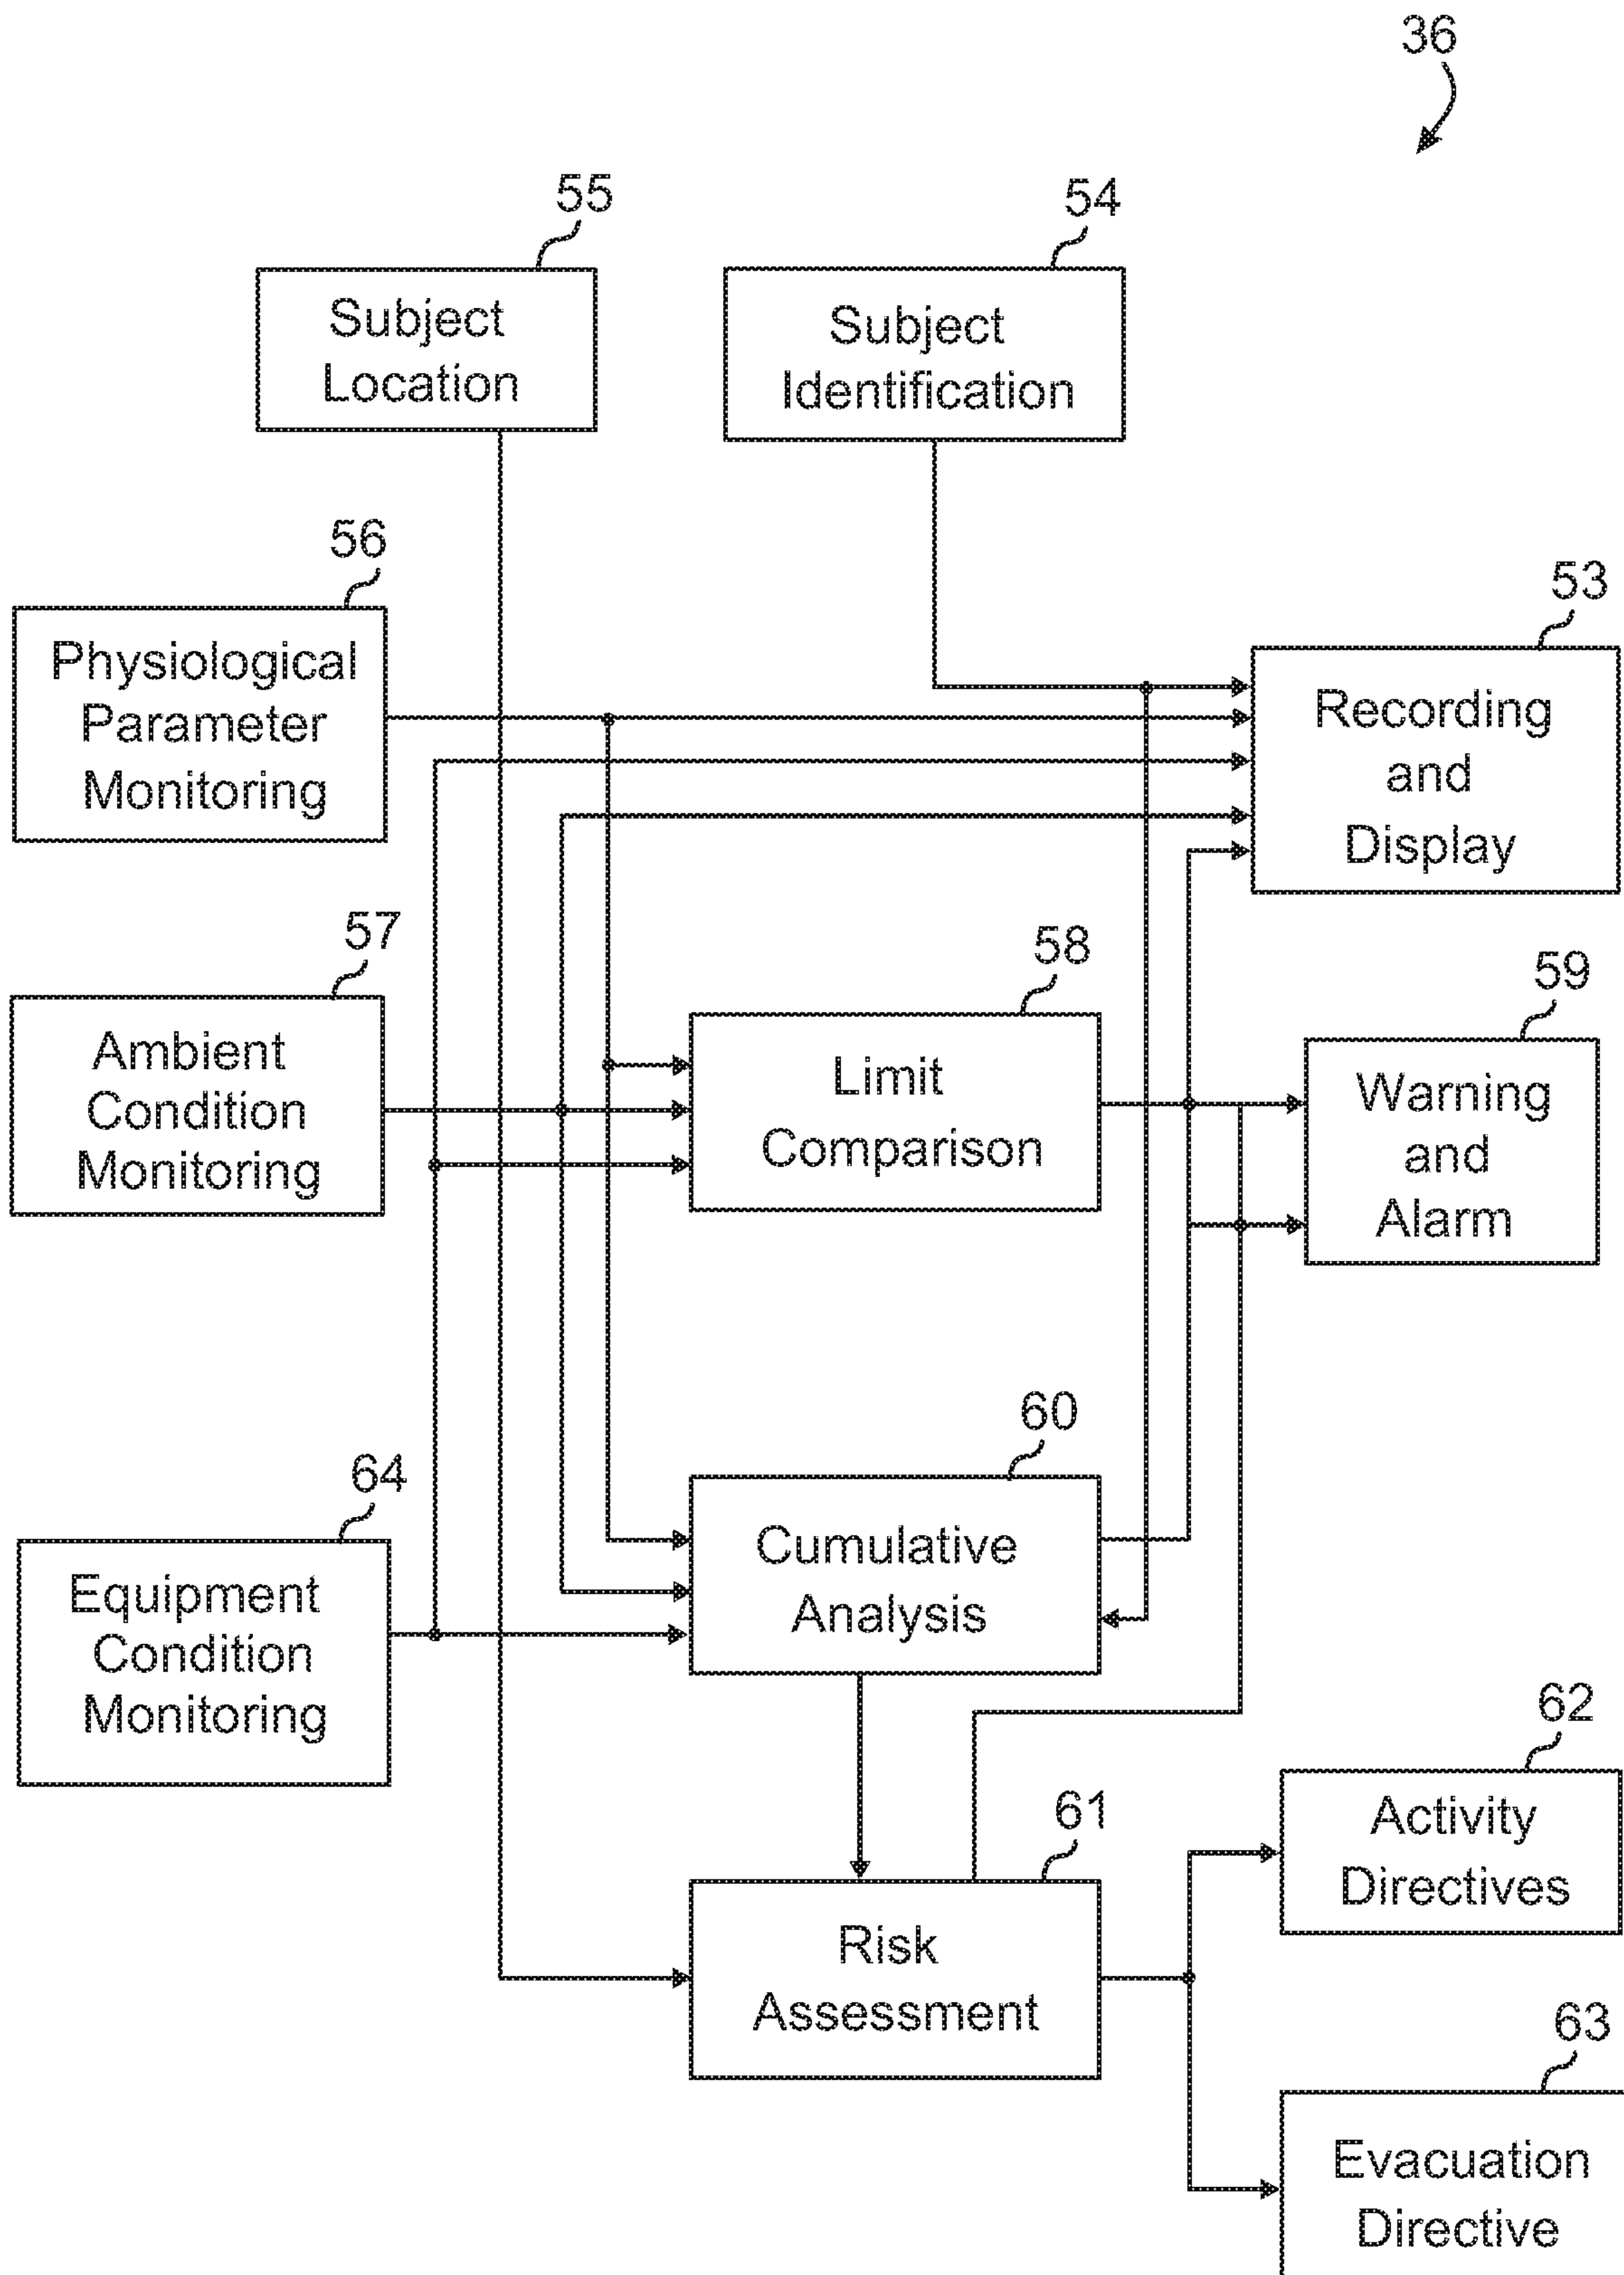 36
55
Subject
Location
54
Subject
Identification
56
Physiological
Parameter
Monitoring
53
Recording
and
Display
57
Ambient
Condition
Monitoring
58
Limit
Comparison
59
Warning
and
Alarm
64
Equipment
Condition
Monitoring
60
Cumulative
Analysis
61
Risk
Assessment
62
Activity
Directives
63
Evacuation
Directive